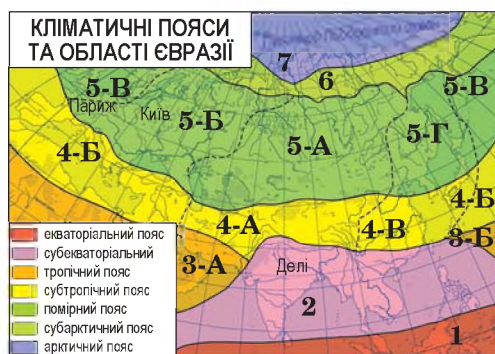 КЛІМАТИЧНІ ПОЯСИ
ТА ОБЛАСТІ ЄВРАЗІЇ
7
6
5-В
5-В
Париж
Київ
5-Б
5-А
5-Г
4-Б
4-Б
4-А
4-В
3-Б
3-А
Делі
2
1
екваторіальний пояс
субекваторіальний
тропічний пояс
субтропічний пояс
помірний пояс
субарктичний пояс
арктичний пояс